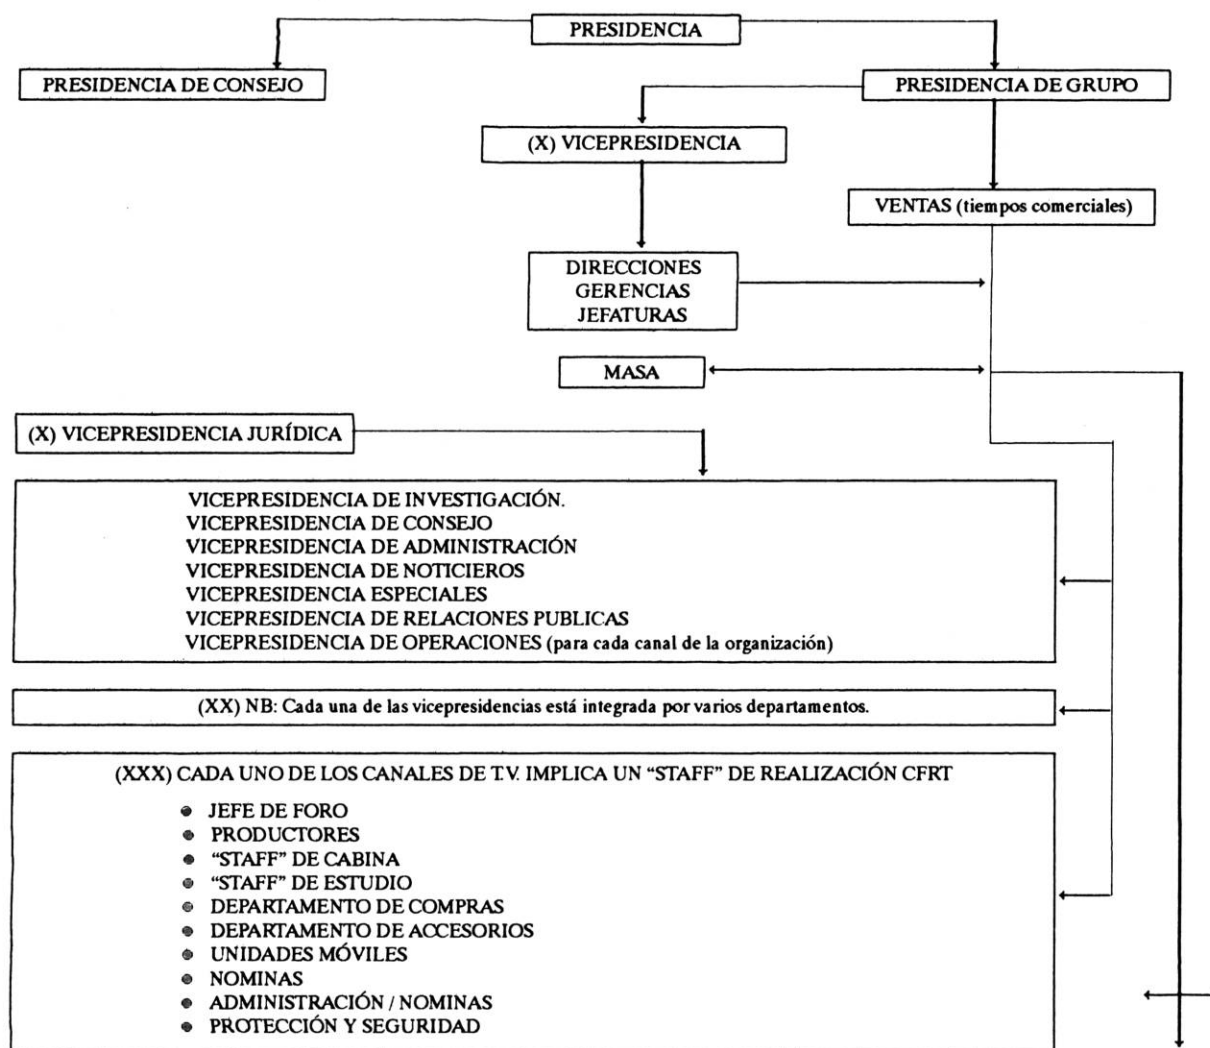 PRESIDENCIA
PRESIDENCIA DE CONSEJO
PRESIDENCIA DE GRUPO
(X) VICEPRESIDENCIA
VENTAS (tiempos comerciales)
DIRECCIONES
GERENCIAS
JEFATURAS
MASA
(X) VICEPRESIDENCIA JURÍDICA
VICEPRESIDENCIA DE INVESTIGACIÓN.
VICEPRESIDENCIA DE CONSEJO
VICEPRESIDENCIA DE ADMINISTRACIÓN
VICEPRESIDENCIA DE NOTICIEROS
VICEPRESIDENCIA ESPECIALES
VICEPRESIDENCIA DE RELACIONES PUBLICAS
VICEPRESIDENCIA DE OPERACIONES (para cada canal de la organización)
(XX) NB: Cada una de las vicepresidencias está integrada por varios departamentos.
(XXX) CADA UNO DE LOS CANALES DE T.V. IMPLICA UN “STAFF” DE REALIZACIÓN CFRT
• JEFE DE FORO
• PRODUCTORES
• “STAFF” DE CABINA
• “STAFF” DE ESTUDIO
• DEPARTAMENTO DE COMPRAS
• DEPARTAMENTO DE ACCESORIOS
• UNIDADES MÓVILES
• NOMINAS
• ADMINISTRACIÓN / NOMINAS
• PROTECCIÓN Y SEGURIDAD